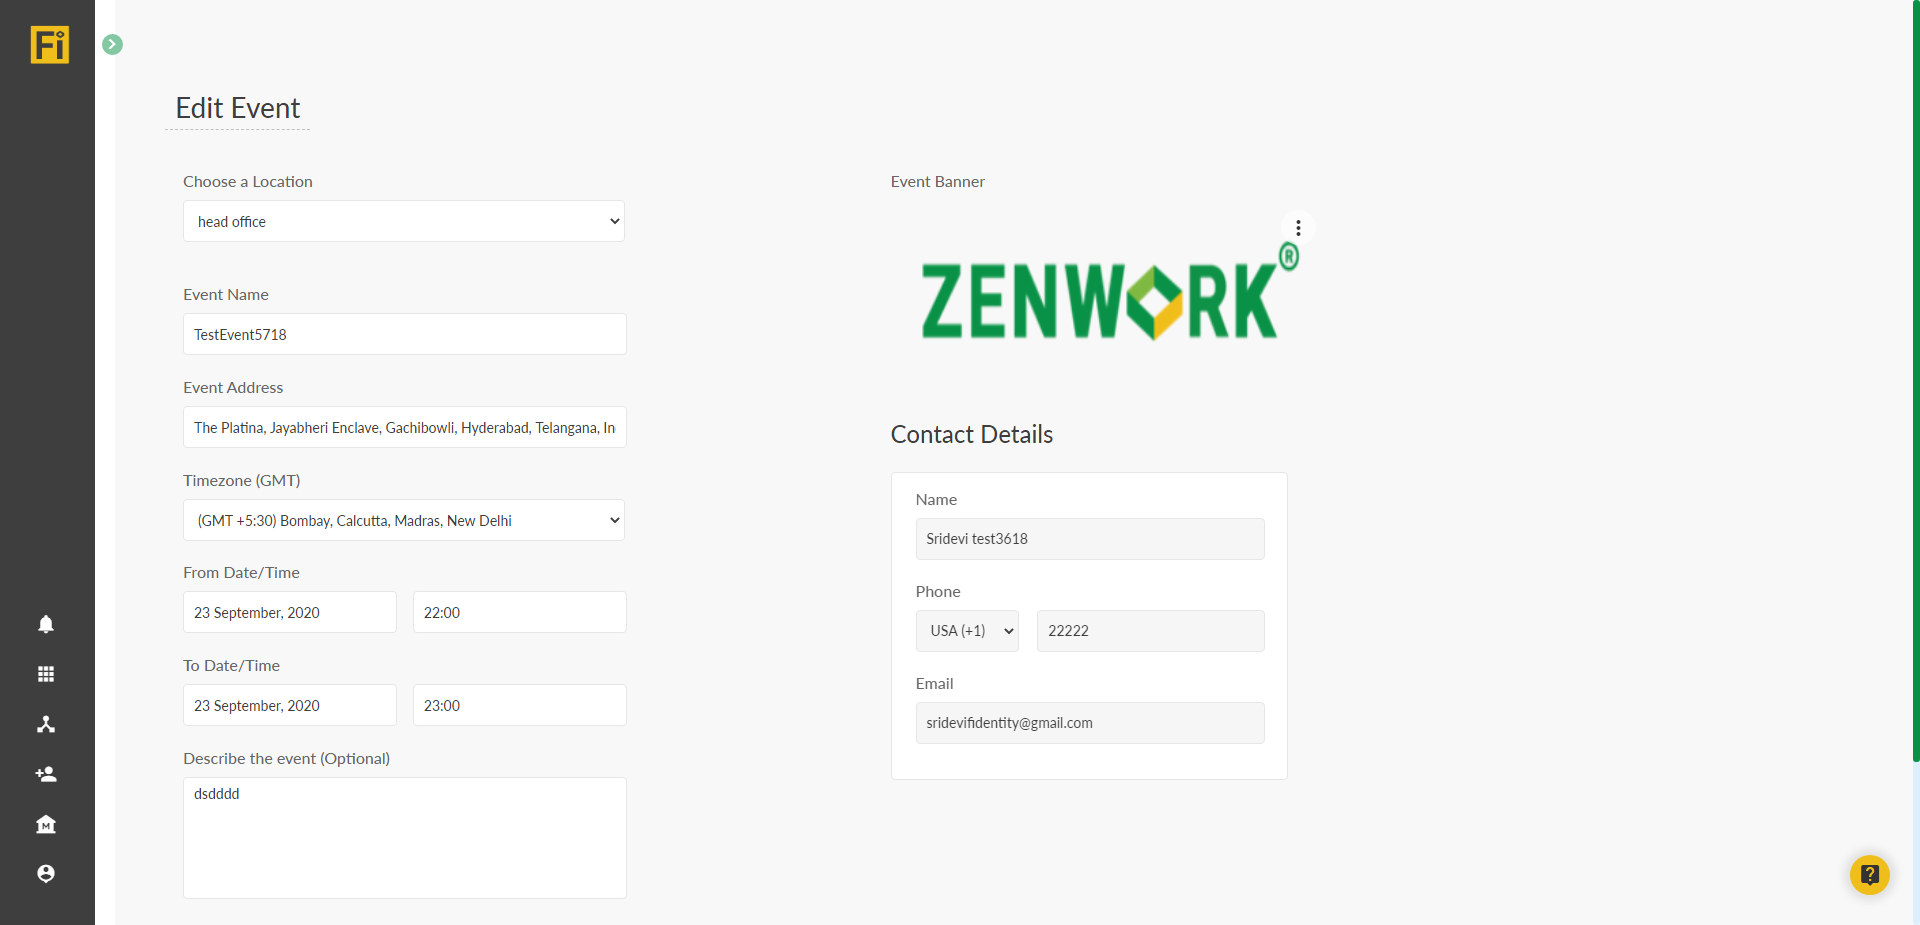 Fi
Edit Event
Choose a Location
head office
Event Name
TestEvent5718
Event Address
The Platina, Jayabheri Enclave, Gachibowli, Hyderabad, Telangana, In
Timezone (GMT)
(GMT +5:30) Bombay, Calcutta, Madras, New Delhi
From Date/Time
23 September, 2020 22:00
To Date/Time
23 September, 2020 23:00
Describe the event (Optional)
dsdddd
Event Banner
ZENWORK®
Contact Details
Name
Sridevi test3618
Phone
USA (+1) 22222
Email
sridevifidentity@gmail.com
M
?